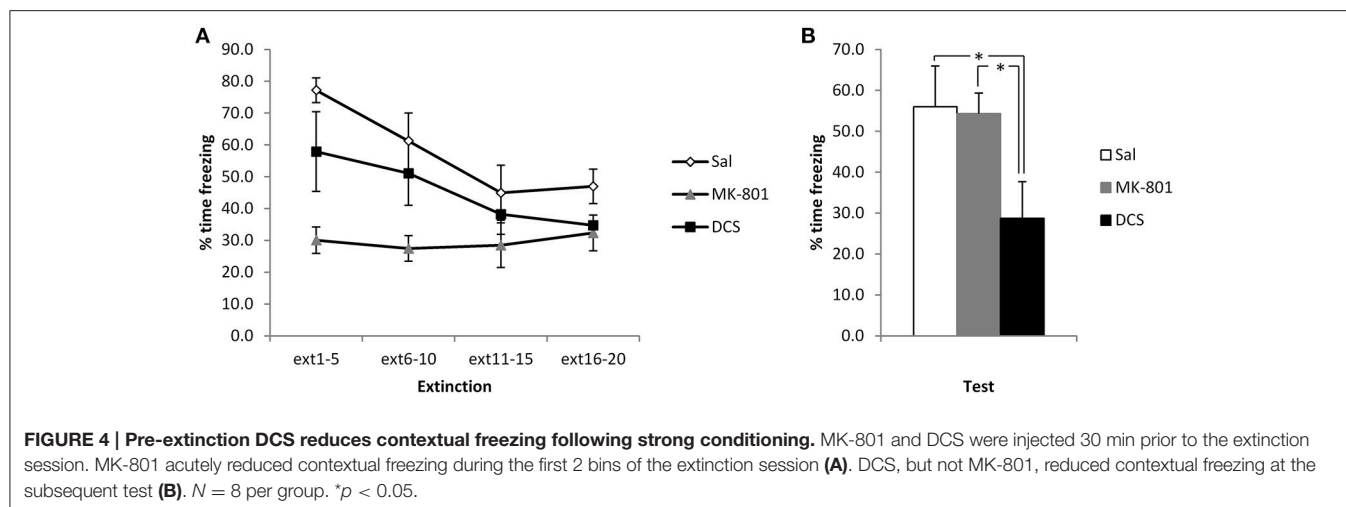 A
90.0
80.0
70.0
60.0
50.0
40.0
30.0
20.0
10.0
0.0
% time freezing
ext1-5 ext6-10 ext11-15 ext16-20
Extinction
Sal
MK-801
DCS
B
70.0
60.0
50.0
40.0
30.0
20.0
10.0
0.0
% time freezing
* *
Test
Sal
MK-801
DCS
FIGURE 4 | Pre-extinction DCS reduces contextual freezing following strong conditioning. MK-801 and DCS were injected 30 min prior to the extinction
session. MK-801 acutely reduced contextual freezing during the first 2 bins of the extinction session (A). DCS, but not MK-801, reduced contextual freezing at the
subsequent test (B). N = 8 per group. *p < 0.05.